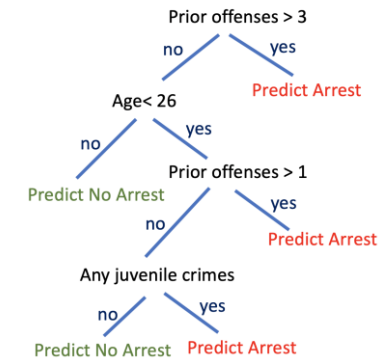 Prior offenses > 3
no
yes
Predict Arrest
Age< 26
no
yes
Predict No Arrest
Prior offenses > 1
no
yes
Predict Arrest
Any juvenile crimes
no
yes
Predict No Arrest
Predict Arrest